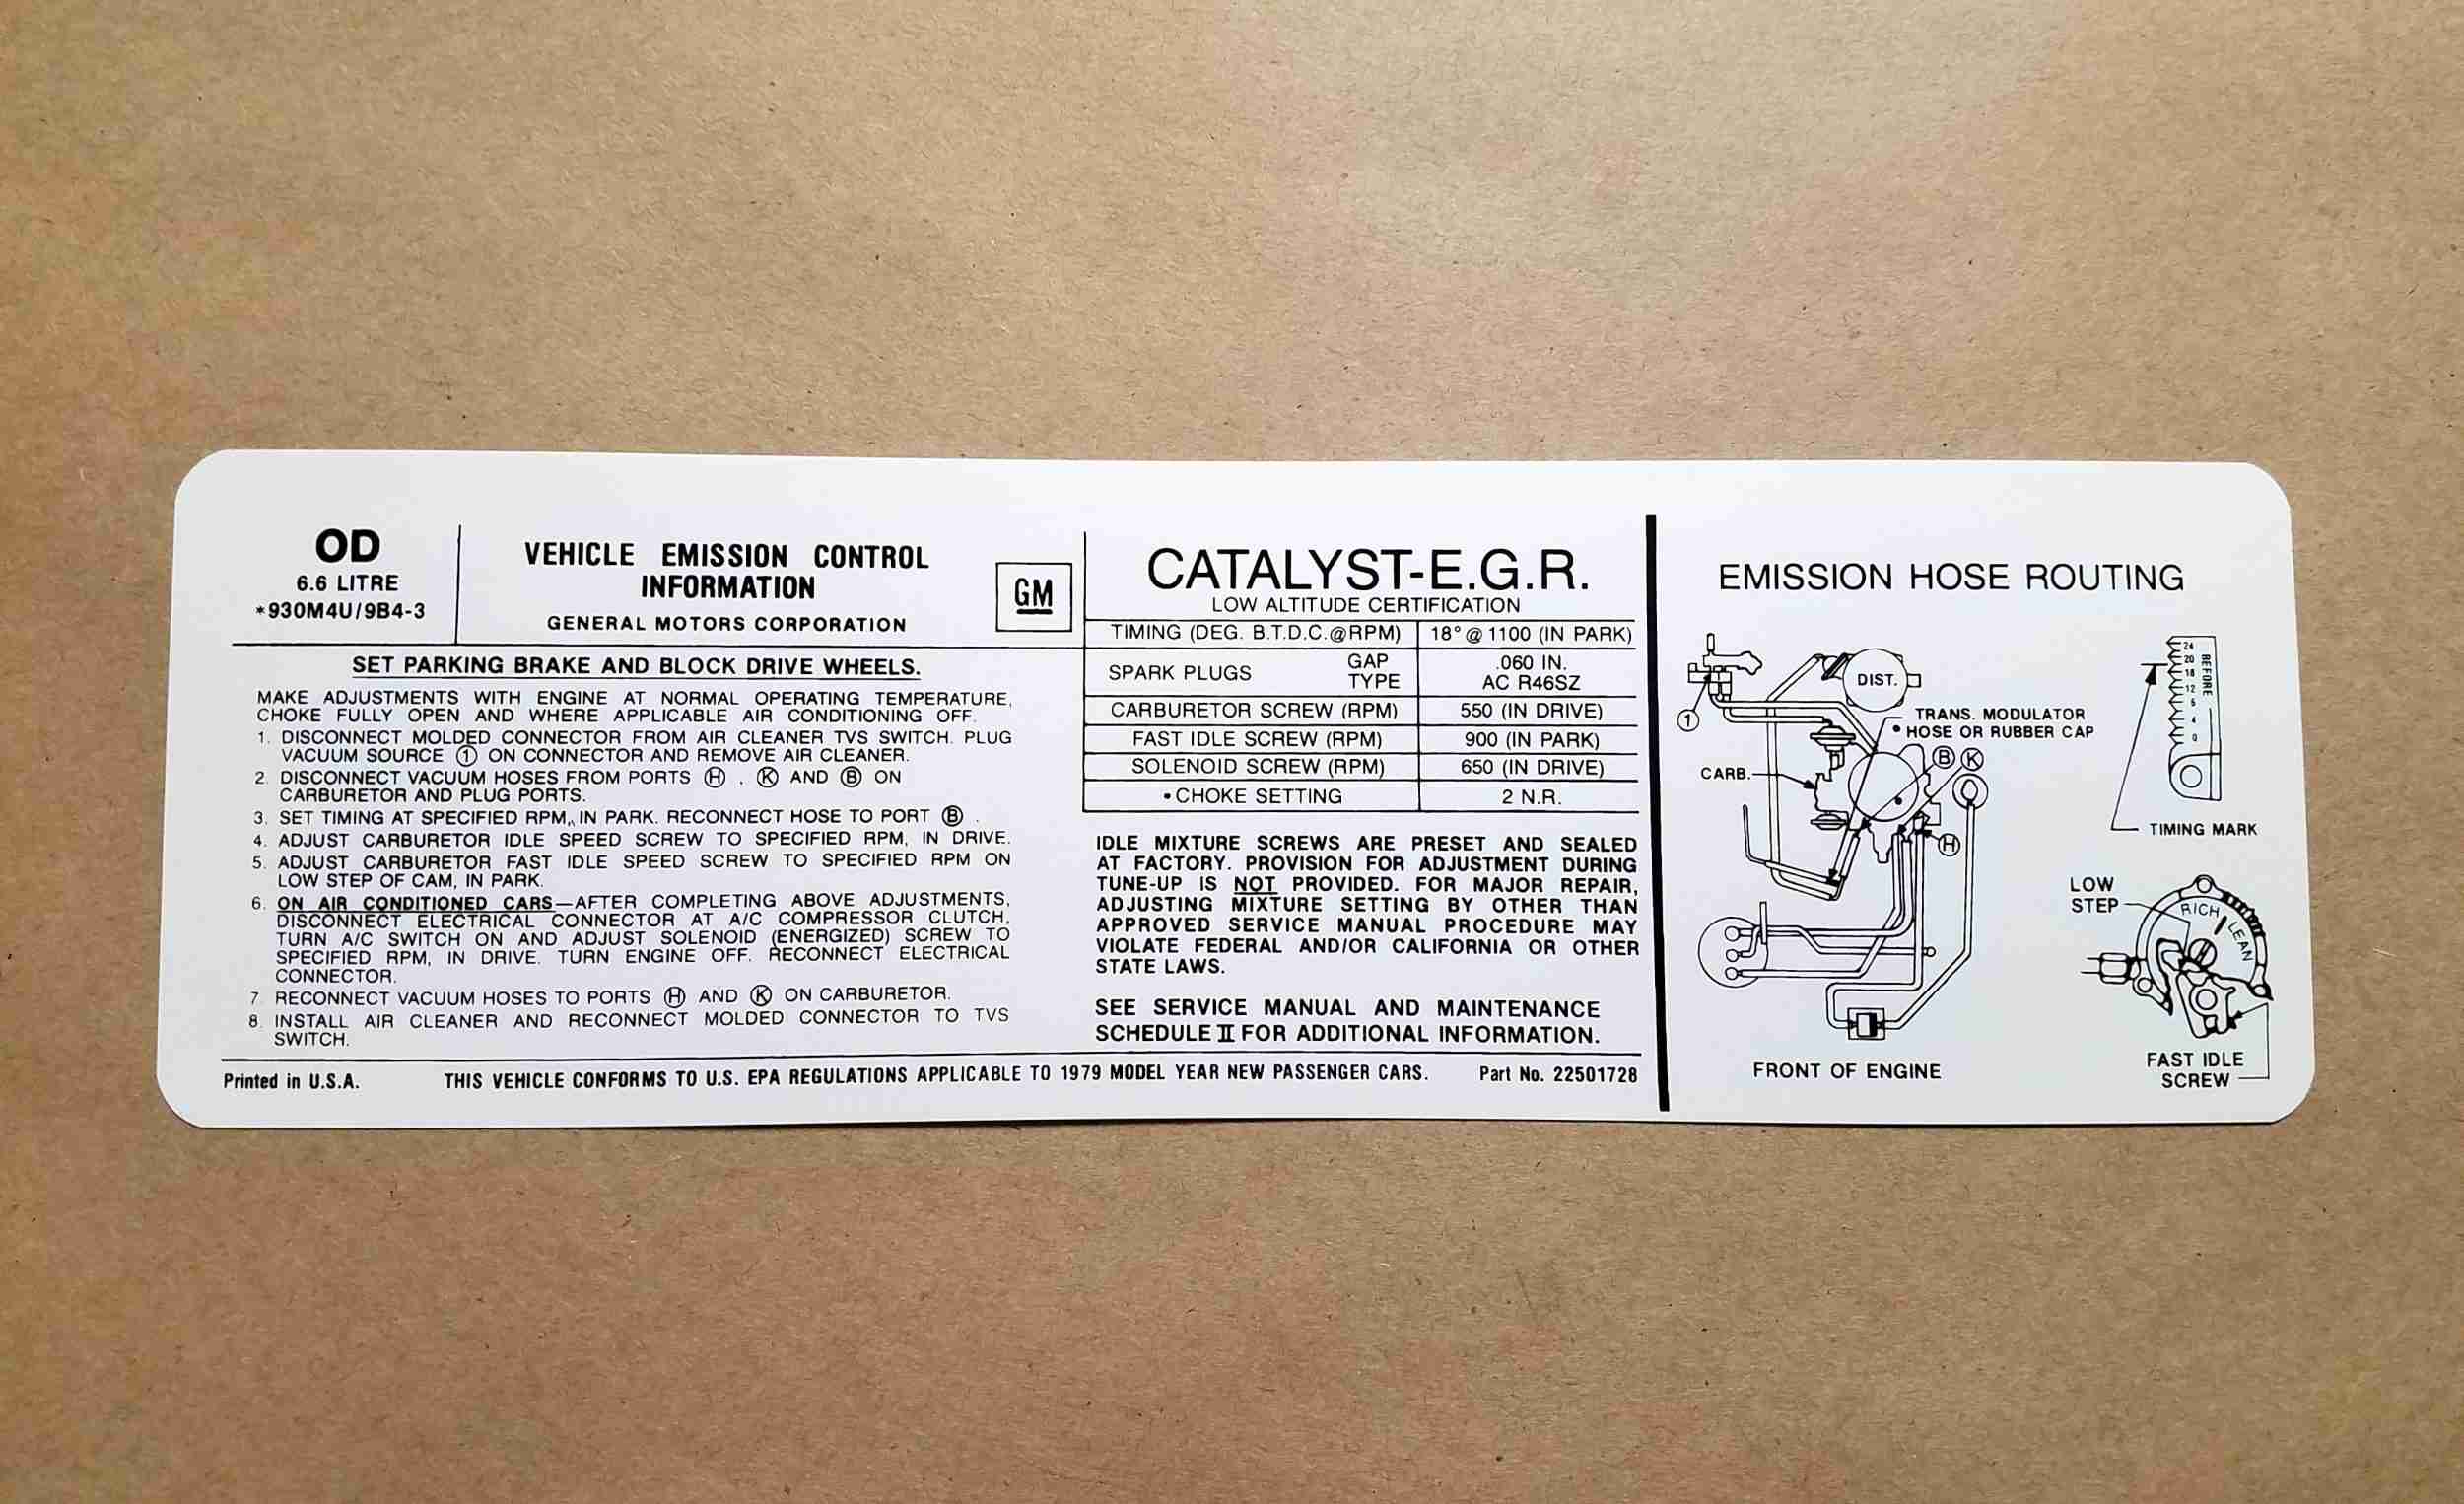 OD
6.6 LITRE
*930M4U/9B4-3
VEHICLE EMISSION CONTROL
INFORMATION
GENERAL MOTORS CORPORATION
GM
SET PARKING BRAKE AND BLOCK DRIVE WHEELS.
MAKE ADJUSTMENTS WITH ENGINE AT NORMAL OPERATING TEMPERATURE,
CHOKE FULLY OPEN AND WHERE APPLICABLE AIR CONDITIONING OFF.
1. DISCONNECT MOLDED CONNECTOR FROM AIR CLEANER TVS SWITCH. PLUG
VACUUM SOURCE ① ON CONNECTOR AND REMOVE AIR CLEANER.
2. DISCONNECT VACUUM HOSES FROM PORTS Ⓗ . Ⓚ AND Ⓑ ON
CARBURETOR AND PLUG PORTS.
3. SET TIMING AT SPECIFIED RPM, IN PARK. RECONNECT HOSE TO PORT Ⓑ .
4. ADJUST CARBURETOR IDLE SPEED SCREW TO SPECIFIED RPM, IN DRIVE.
5. ADJUST CARBURETOR FAST IDLE SPEED SCREW TO SPECIFIED RPM ON
LOW STEP OF CAM, IN PARK.
6. ON AIR CONDITIONED CARS—AFTER COMPLETING ABOVE ADJUSTMENTS,
DISCONNECT ELECTRICAL CONNECTOR AT A/C COMPRESSOR CLUTCH,
TURN A/C SWITCH ON AND ADJUST SOLENOID (ENERGIZED) SCREW TO
SPECIFIED RPM, IN DRIVE. TURN ENGINE OFF. RECONNECT ELECTRICAL
CONNECTOR.
7 RECONNECT VACUUM HOSES TO PORTS Ⓗ AND Ⓚ ON CARBURETOR.
8. INSTALL AIR CLEANER AND RECONNECT MOLDED CONNECTOR TO TVS
SWITCH.
CATALYST-E.G.R.
LOW ALTITUDE CERTIFICATION
TIMING (DEG. B.T.D.C.@RPM) 18° @ 1100 (IN PARK)
SPARK PLUGS GAP .060 IN.
TYPE AC R46SZ
CARBURETOR SCREW (RPM) 550 (IN DRIVE)
FAST IDLE SCREW (RPM) 900 (IN PARK)
SOLENOID SCREW (RPM) 650 (IN DRIVE)
• CHOKE SETTING 2 N.R.
IDLE MIXTURE SCREWS ARE PRESET AND SEALED
AT FACTORY. PROVISION FOR ADJUSTMENT DURING
TUNE-UP IS NOT PROVIDED. FOR MAJOR REPAIR,
ADJUSTING MIXTURE SETTING BY OTHER THAN
APPROVED SERVICE MANUAL PROCEDURE MAY
VIOLATE FEDERAL AND/OR CALIFORNIA OR OTHER
STATE LAWS.
SEE SERVICE MANUAL AND MAINTENANCE
SCHEDULE II FOR ADDITIONAL INFORMATION.
Printed in U.S.A. THIS VEHICLE CONFORMS TO U.S. EPA REGULATIONS APPLICABLE TO 1979 MODEL YEAR NEW PASSENGER CARS. Part No. 22501728
EMISSION HOSE ROUTING
DIST.
①
TRANS. MODULATOR
• HOSE OR RUBBER CAP
Ⓑ Ⓚ
CARB.
Ⓗ
FRONT OF ENGINE
24
20
16
12
4
0
BEFORE
TIMING MARK
LOW
STEP
RICH
LEAN
FAST IDLE
SCREW